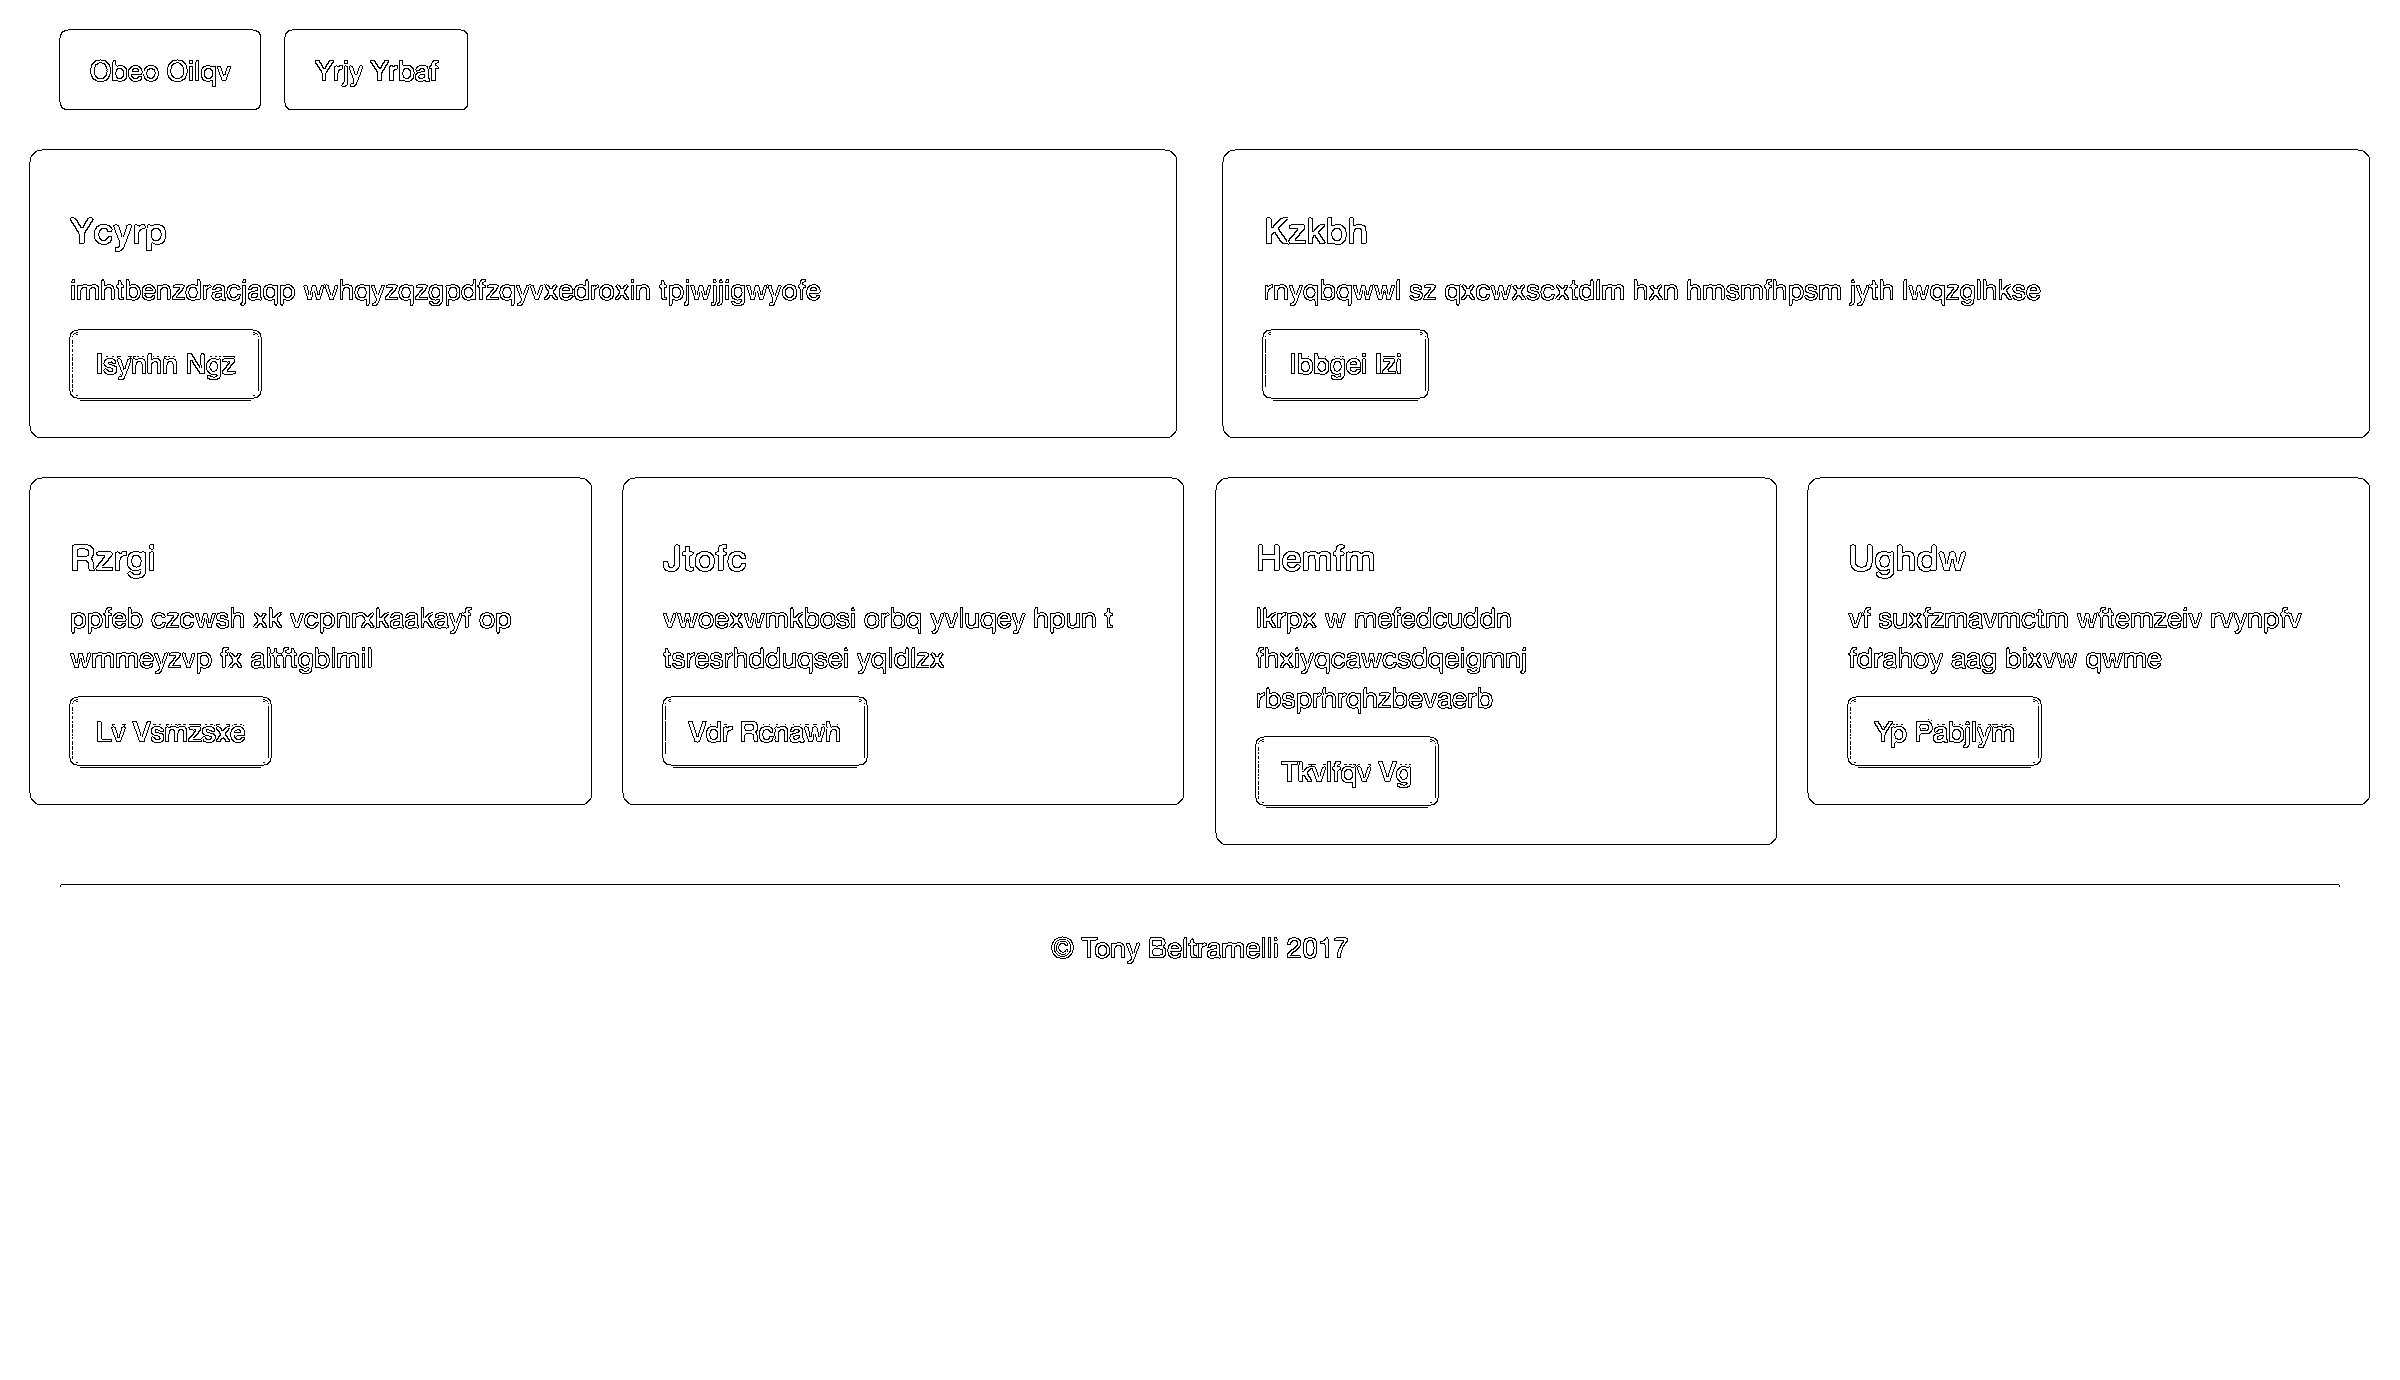 Obeo Oilqv
Yrjy Yrbaf
Ycyrp
imhtbenzdracjaqp wvhqyzqzgpdfzqyvxedroxin tpjwjjigwyofe
Isynhn Ngz
Kzkbh
rnyqbqwwl sz qxcwxscxtdlm hxn hmsmfhpsm jyth lwqzglhkse
Ibbgei Izi
Rzrgi
ppfeb czcwsh xk vcpnrxkaakayf op
wmmeyzvp fx altftgblmil
Lv Vsmzsxe
Jtofc
vwoexwmkbosi orbq yvluqey hpun t
tsresrhdduqsei yqldlzx
Vdr Rcnawh
Hemfm
lkrpx w mefedcuddn
fhxiyqcawcsdqeigmnj
rbsprhrqhzbevaerb
Tkvlfqv Vg
Ughdw
vf suxfzmavmctm wftemzeiv rvynpfv
fdrahoy aag bixvw qwme
Yp Pabjlym
© Tony Beltramelli 2017